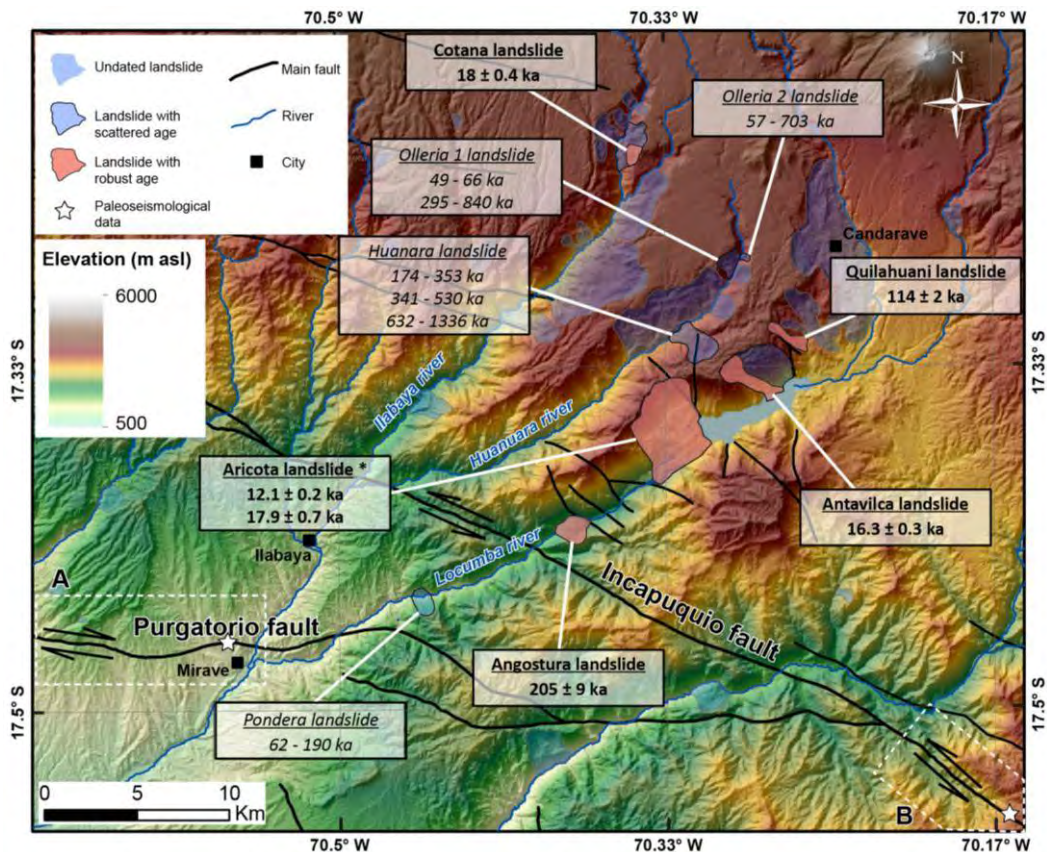 70.5° W
70.33° W
70.17° W
Undated landslide
Main fault
Landslide with
scattered age
River
Landslide with
robust age
City
Paleoseismological
data
N
Cotana landslide
18 ± 0.4 ka
Olleria 2 landslide
57 - 703 ka
Olleria 1 landslide
49 - 66 ka
295 - 840 ka
Candarave
Elevation (m asl)
6000
500
Huanara landslide
174 - 353 ka
341 - 530 ka
632 - 1336 ka
Quilahuani landslide
114 ± 2 ka
17.33° S
17.33° S
Ilabaya river
Huanuara river
Aricota landslide *
12.1 ± 0.2 ka
17.9 ± 0.7 ka
Antavilca landslide
16.3 ± 0.3 ka
Ilabaya
Locumba river
A
Incapuquio fault
Purgatorio fault
Mirave
Angostura landslide
205 ± 9 ka
Pondera landslide
62 - 190 ka
17.5° S
17.5° S
0
5
10
Km
B
70.5° W
70.33° W
70.17° W